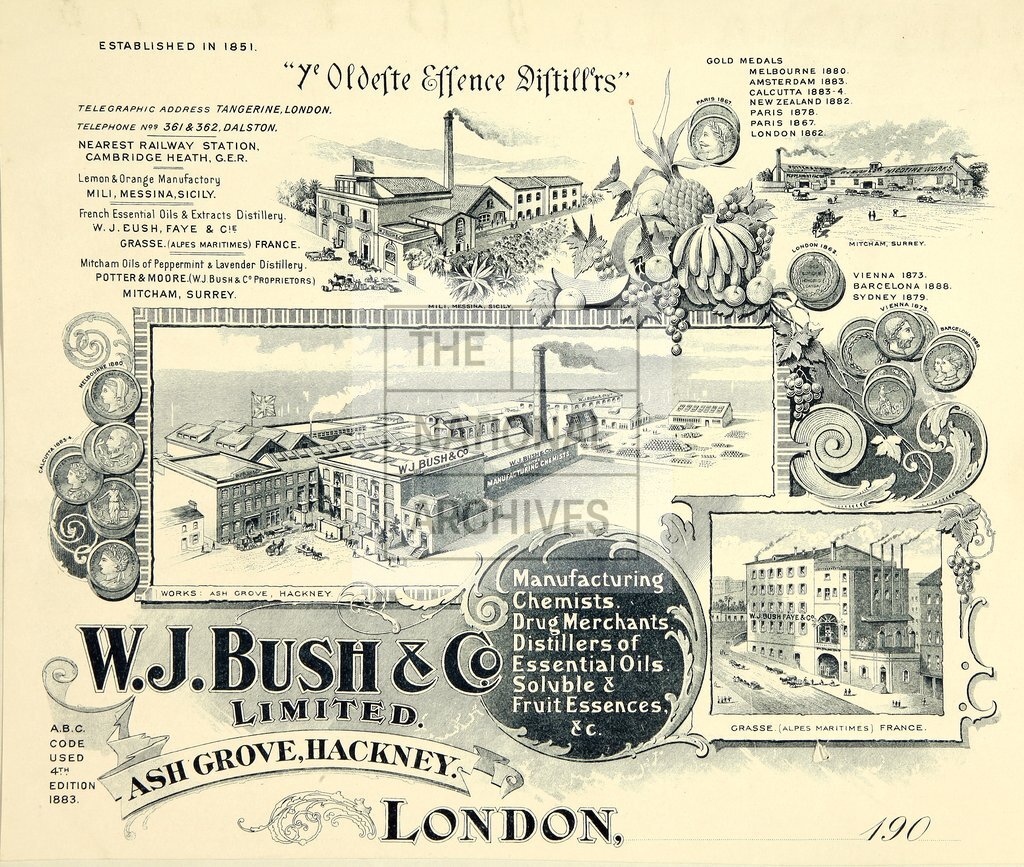 ESTABLISHED IN 1851.
"Ye Oldeste Essence Distill'rs"
TELEGRAPHIC ADDRESS TANGERINE, LONDON.
TELEPHONE Nos 361 & 362, DALSTON.
NEAREST RAILWAY STATION,
CAMBRIDGE HEATH, G.E.R.
Lemon & Orange Manufactory
MILI, MESSINA, SICILY.
French Essential Oils & Extracts Distillery.
W. J. BUSH, FAYE & CIE
GRASSE. (ALPES MARITIMES) FRANCE.
Mitcham Oils of Peppermint & Lavender Distillery.
POTTER & MOORE. (W.J. BUSH & Co PROPRIETORS)
MITCHAM, SURREY.
MILI, MESSINA, SICILY
GOLD MEDALS
MELBOURNE 1880.
AMSTERDAM 1883.
CALCUTTA 1883-4.
NEW ZEALAND 1882.
PARIS 1878.
PARIS 1867.
LONDON 1862.
PARIS 1867
MITCHAM, SURREY.
LONDON 1862
VIENNA 1873.
BARCELONA 1888.
SYDNEY 1879.
VIENNA 1873.
BARCELONA 1888.
MELBOURNE 1880
CALCUTTA 1883-4
THE
NATIONAL
ARCHIVES
W.J. BUSH & Co
MANUFACTURING CHEMISTS.
WORKS: ASH GROVE, HACKNEY.
W.J. BUSH FAYE & Co
GRASSE. (ALPES MARITIMES) FRANCE.
Manufacturing
Chemists.
Drug Merchants,
Distillers of
Essential Oils.
Soluble &
Fruit Essences,
&c.
W. J. BUSH & Co
LIMITED.
ASH GROVE, HACKNEY.
A.B.C.
CODE
USED
4TH
EDITION
1883.
LONDON,
190